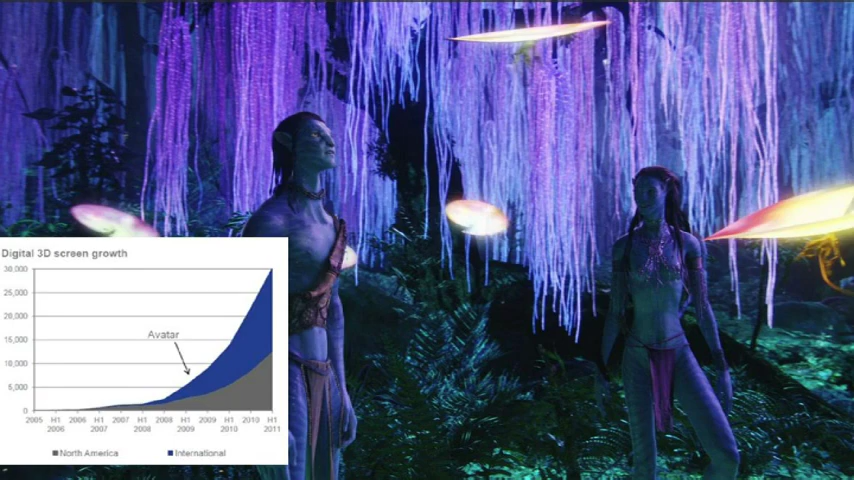 Digital 3D screen growth
30,000
25,000
20,000
15,000
10,000
5,000
0
Avatar
2005 H1 2006 2006 H1 2007 2007 H1 2008 2008 H1 2009 2009 H1 2010 2010 H1 2011
North America International